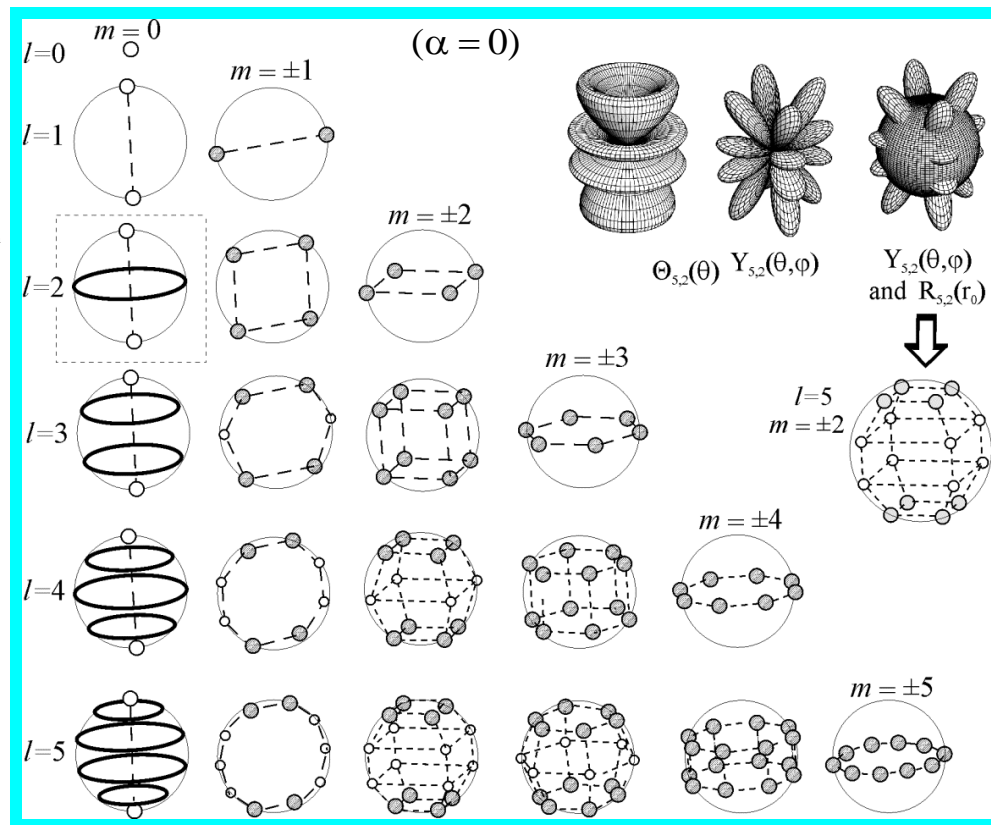 m = 0
(α = 0)
l=0
m = ±1
l=1
m = ±2
Θ5,2(θ) Y5,2(θ,φ)
Y5,2(θ,φ)
and R5,2(r0)
l=2
m = ±3
l=5
m = ±2
l=3
m = ±4
l=4
m = ±5
l=5